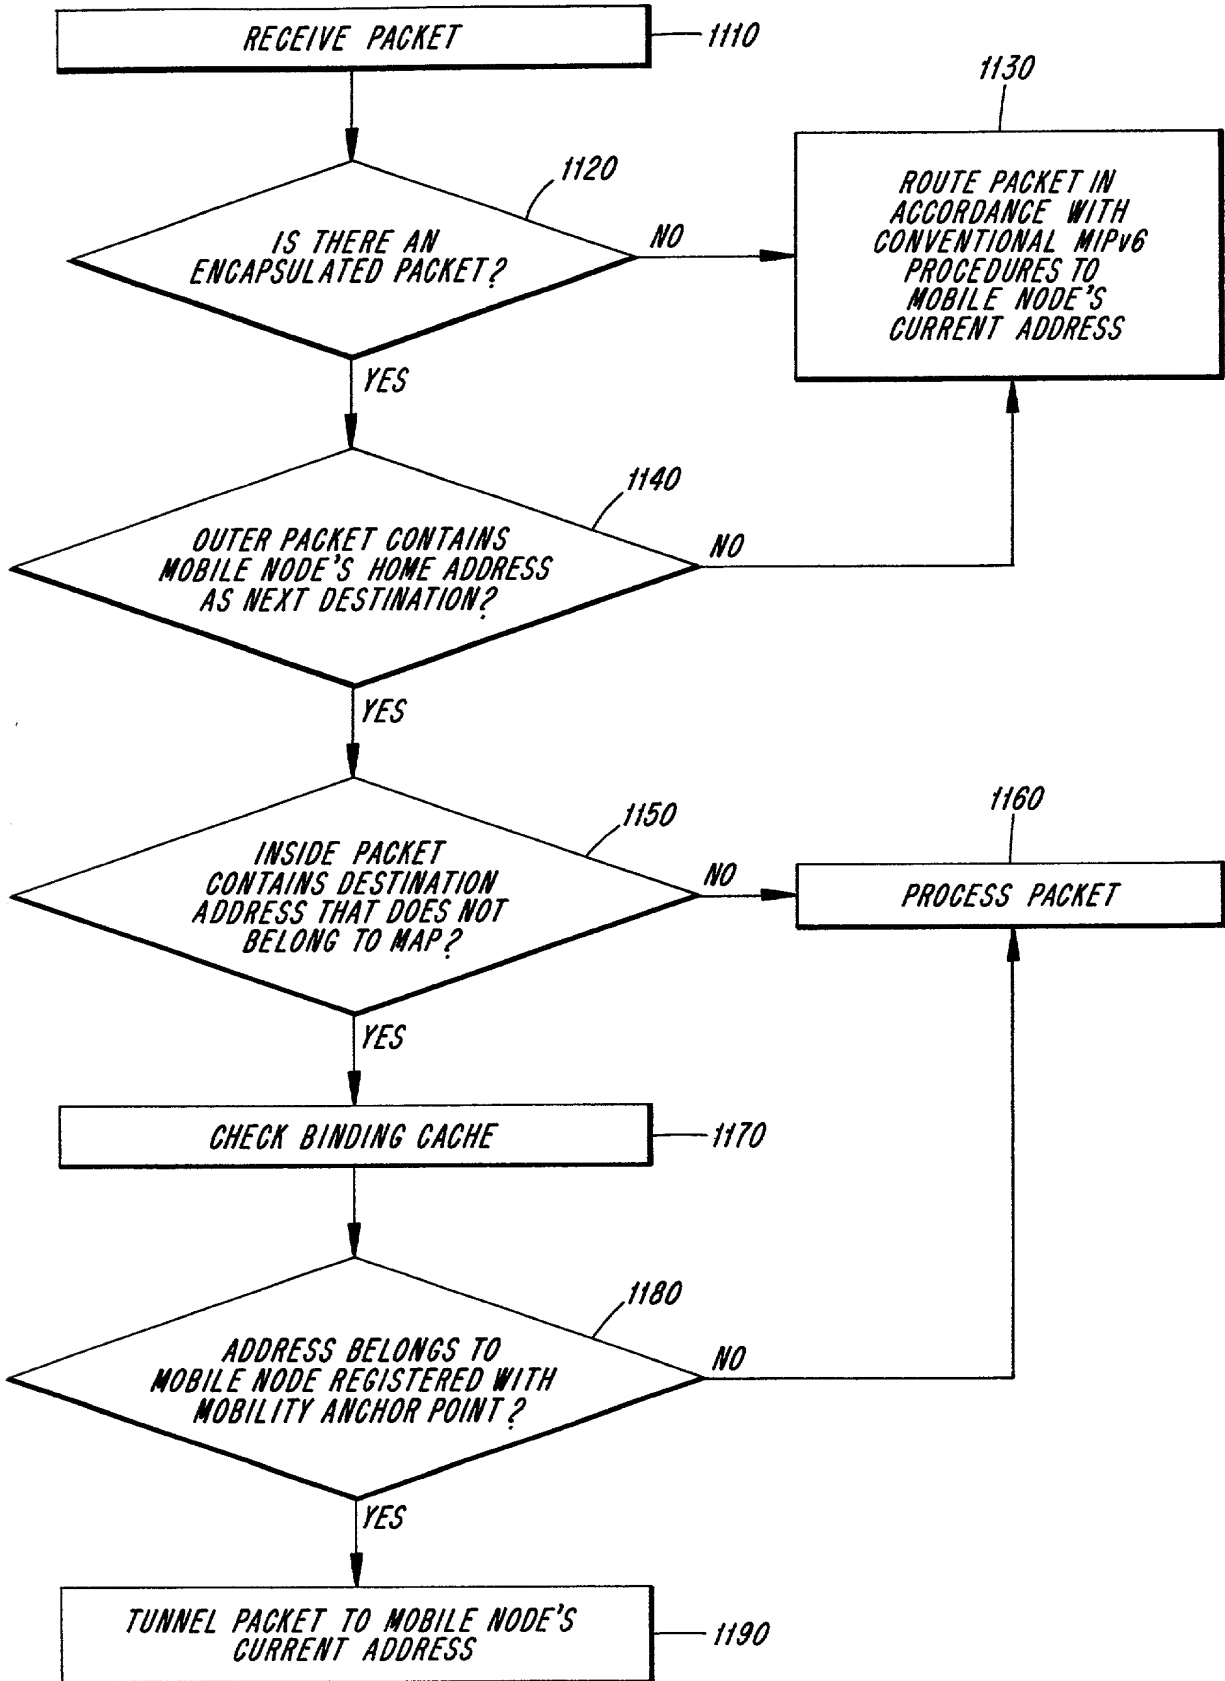 RECEIVE PACKET
1110
1130
1120
IS THERE AN
ENCAPSULATED PACKET?
NO
ROUTE PACKET IN
ACCORDANCE WITH
CONVENTIONAL MIPv6
PROCEDURES TO
MOBILE NODE'S
CURRENT ADDRESS
YES
1140
OUTER PACKET CONTAINS
MOBILE NODE'S HOME ADDRESS
AS NEXT DESTINATION?
NO
YES
1150
1160
INSIDE PACKET
CONTAINS DESTINATION
ADDRESS THAT DOES NOT
BELONG TO MAP?
NO
PROCESS PACKET
YES
CHECK BINDING CACHE
1170
1180
ADDRESS BELONGS TO
MOBILE NODE REGISTERED WITH
MOBILITY ANCHOR POINT?
NO
YES
TUNNEL PACKET TO MOBILE NODE'S
CURRENT ADDRESS
1190